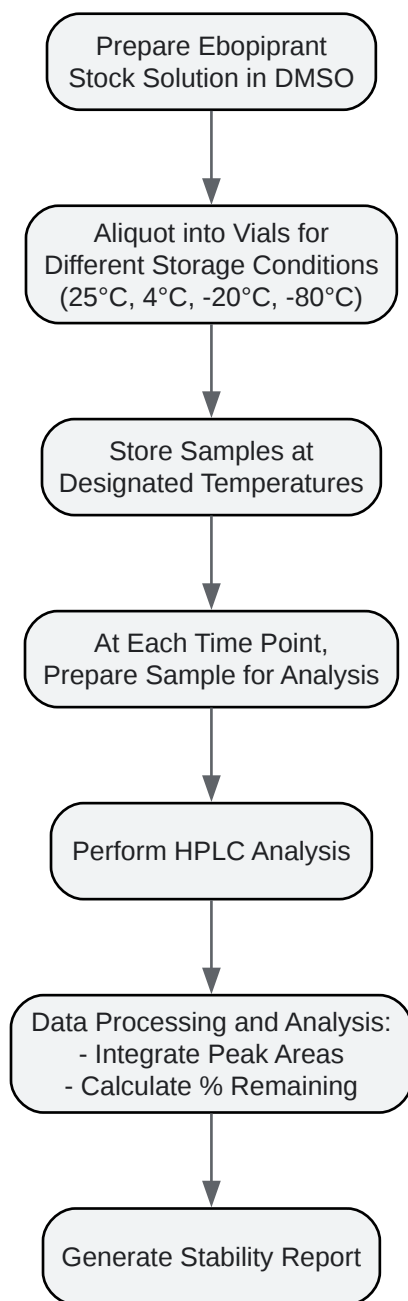 Prepare Ebopiprant
Stock Solution in DMSO
Aliquot into Vials for
Different Storage Conditions
(25°C, 4°C, -20°C, -80°C)
Store Samples at
Designated Temperatures
At Each Time Point,
Prepare Sample for Analysis
Perform HPLC Analysis
Data Processing and Analysis:
- Integrate Peak Areas
- Calculate % Remaining
Generate Stability Report